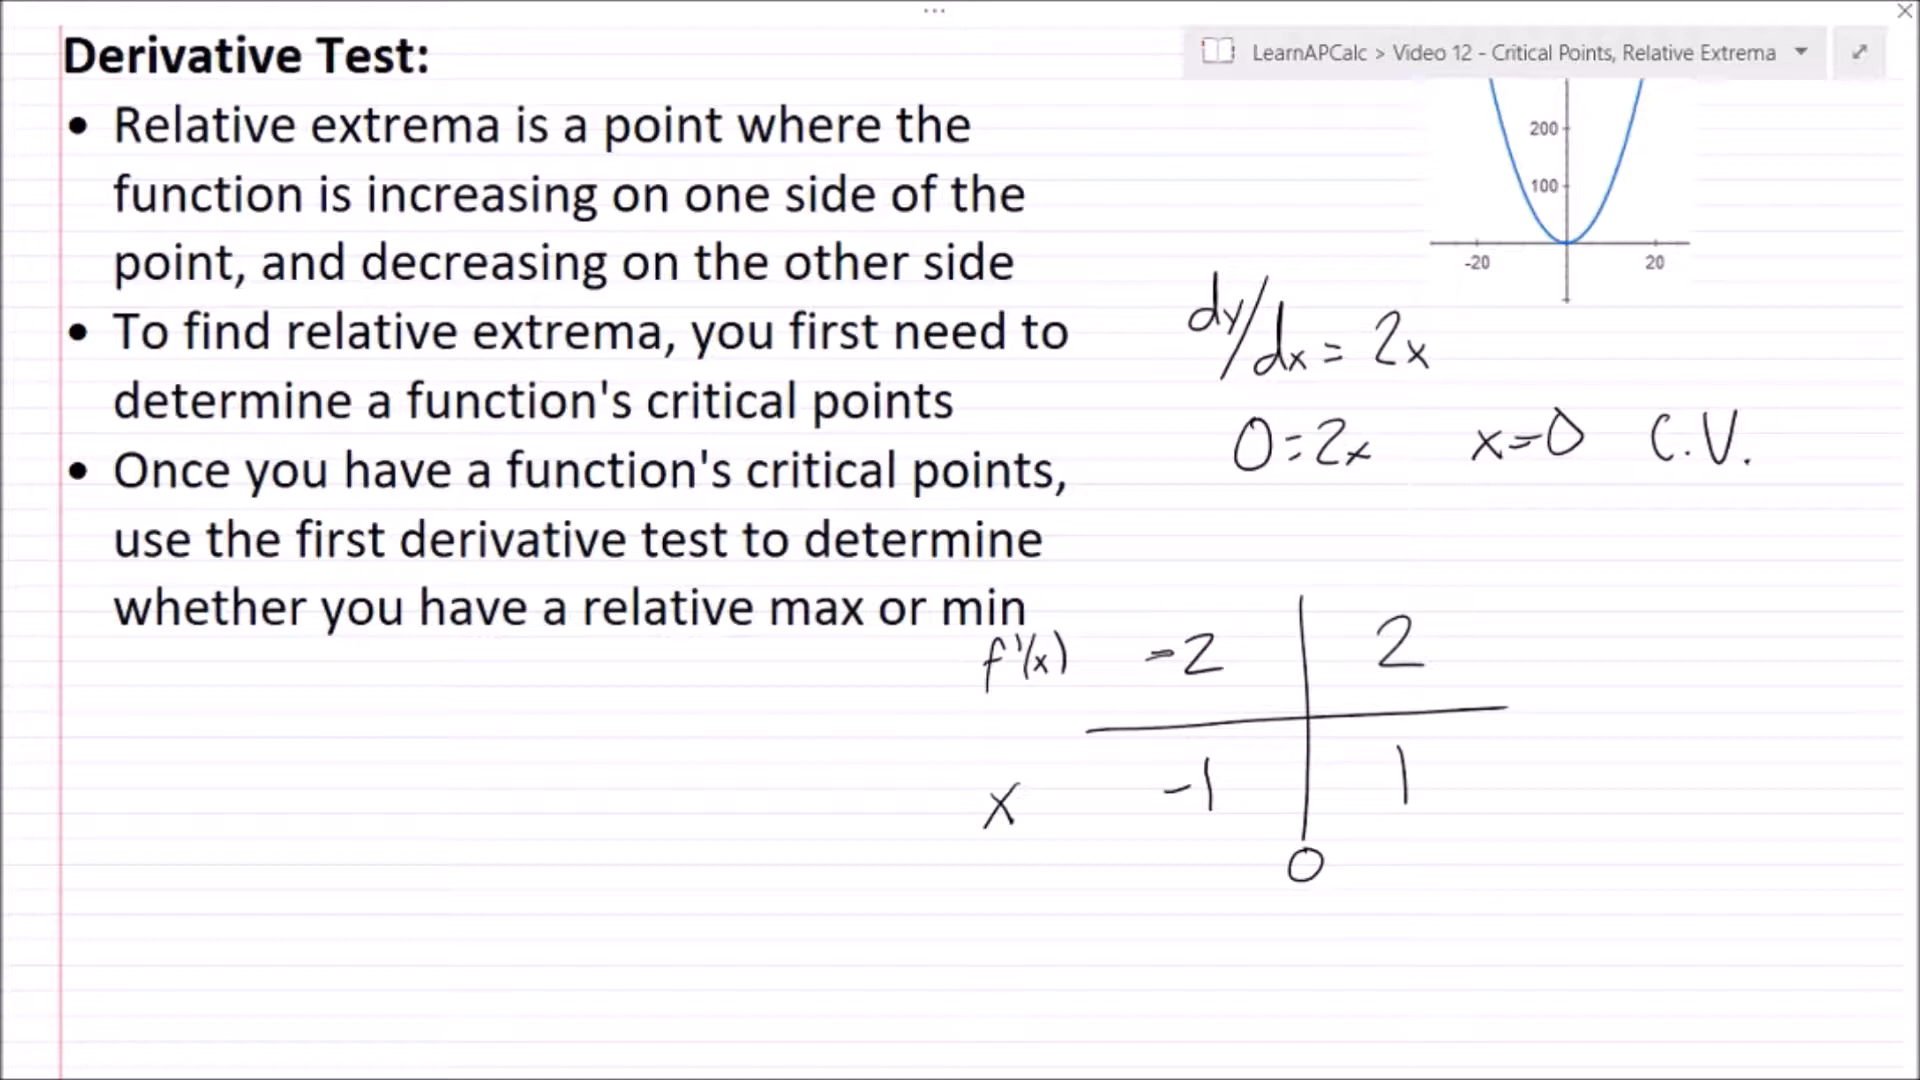 Derivative Test:
LearnAPCalc > Video 12 - Critical Points, Relative Extrema
• Relative extrema is a point where the
function is increasing on one side of the
point, and decreasing on the other side
• To find relative extrema, you first need to
determine a function's critical points
• Once you have a function's critical points,
use the first derivative test to determine
whether you have a relative max or min
200
100
-20 20
dy/dx = 2x
0=2x x=0 C.V.
f'(x) -2 2
x -1 1
0